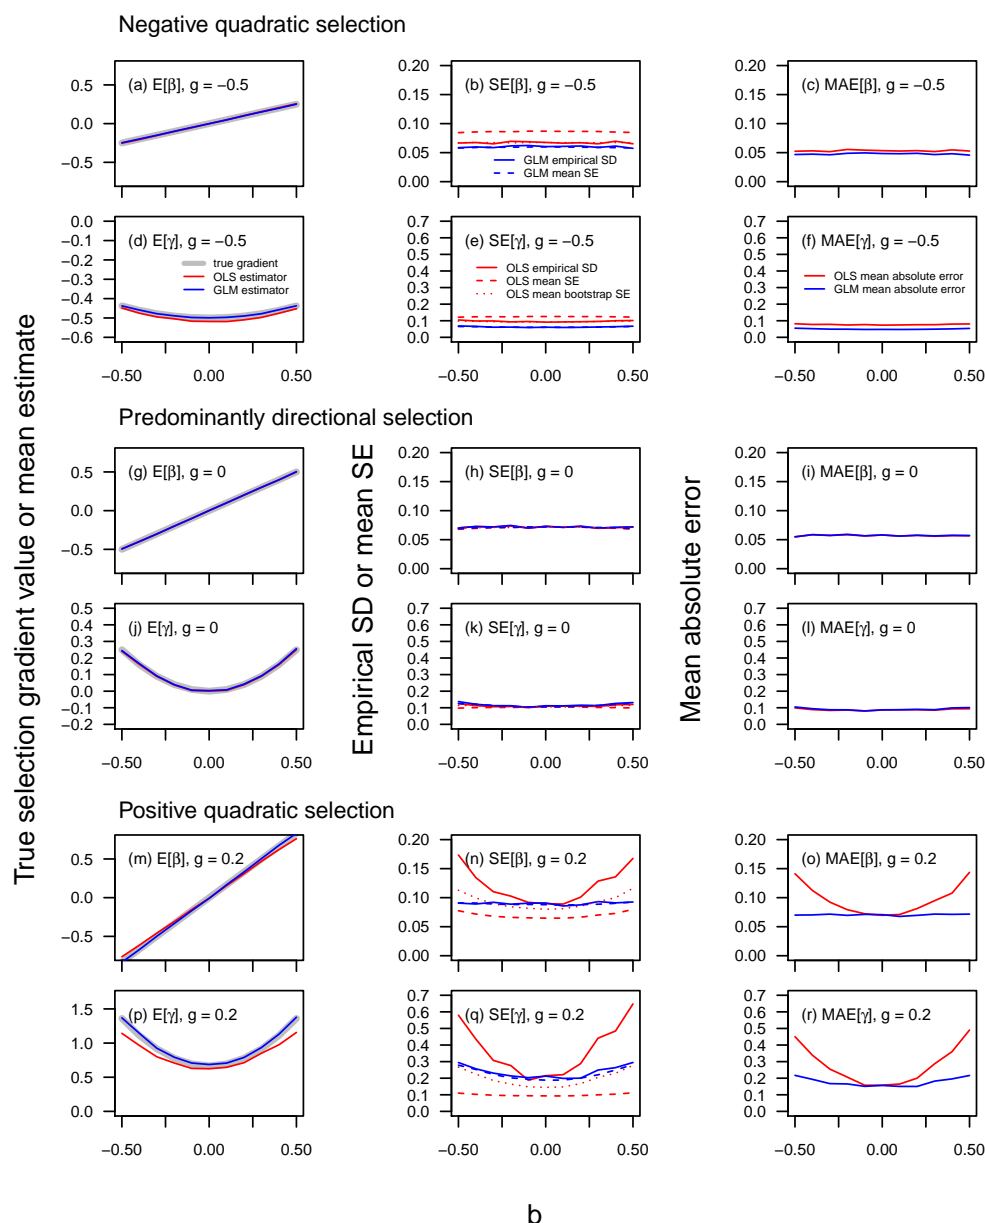 Negative quadratic selection
(a) E[β], g = −0.5
0.5
0.0
−0.5
(b) SE[β], g = −0.5
0.20
0.15
0.10
0.05
0.00
GLM empirical SD
GLM mean SE
(c) MAE[β], g = −0.5
0.20
0.15
0.10
0.05
0.00
(d) E[γ], g = −0.5
0.0
−0.1
−0.2
−0.3
−0.4
−0.5
−0.6
true gradient
OLS estimator
GLM estimator
−0.50 0.00 0.50
(e) SE[γ], g = −0.5
0.7
0.6
0.5
0.4
0.3
0.2
0.1
0.0
OLS empirical SD
OLS mean SE
OLS mean bootstrap SE
−0.50 0.00 0.50
(f) MAE[γ], g = −0.5
0.7
0.6
0.5
0.4
0.3
0.2
0.1
0.0
OLS mean absolute error
GLM mean absolute error
−0.50 0.00 0.50
True selection gradient value or mean estimate
Empirical SD or mean SE
Mean absolute error
Predominantly directional selection
(g) E[β], g = 0
0.5
0.0
−0.5
(h) SE[β], g = 0
0.20
0.15
0.10
0.05
0.00
(i) MAE[β], g = 0
0.20
0.15
0.10
0.05
0.00
(j) E[γ], g = 0
0.5
0.4
0.3
0.2
0.1
0.0
−0.1
−0.2
−0.50 0.00 0.50
(k) SE[γ], g = 0
0.7
0.6
0.5
0.4
0.3
0.2
0.1
0.0
−0.50 0.00 0.50
(l) MAE[γ], g = 0
0.7
0.6
0.5
0.4
0.3
0.2
0.1
0.0
−0.50 0.00 0.50
Positive quadratic selection
(m) E[β], g = 0.2
0.5
0.0
−0.5
(n) SE[β], g = 0.2
0.20
0.15
0.10
0.05
0.00
(o) MAE[β], g = 0.2
0.20
0.15
0.10
0.05
0.00
(p) E[γ], g = 0.2
1.5
1.0
0.5
0.0
−0.50 0.00 0.50
(q) SE[γ], g = 0.2
0.7
0.6
0.5
0.4
0.3
0.2
0.1
0.0
−0.50 0.00 0.50
(r) MAE[γ], g = 0.2
0.7
0.6
0.5
0.4
0.3
0.2
0.1
0.0
−0.50 0.00 0.50
b